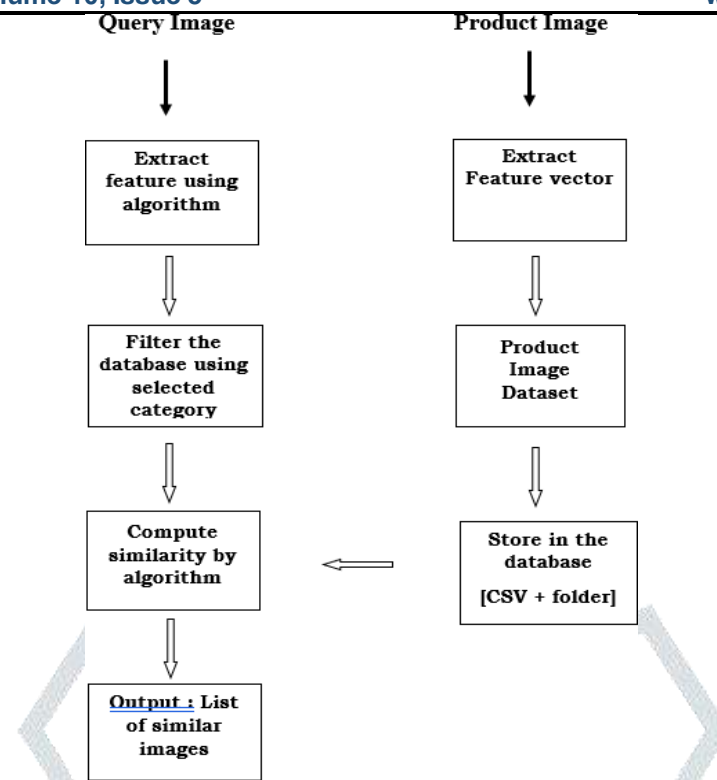 Query Image
Product Image
Extract
feature using
algorithm
Extract
Feature vector
Filter the
database using
selected
category
Product
Image
Dataset
Compute
similarity by
algorithm
Store in the
database
[CSV + folder]
Output : List
of similar
images